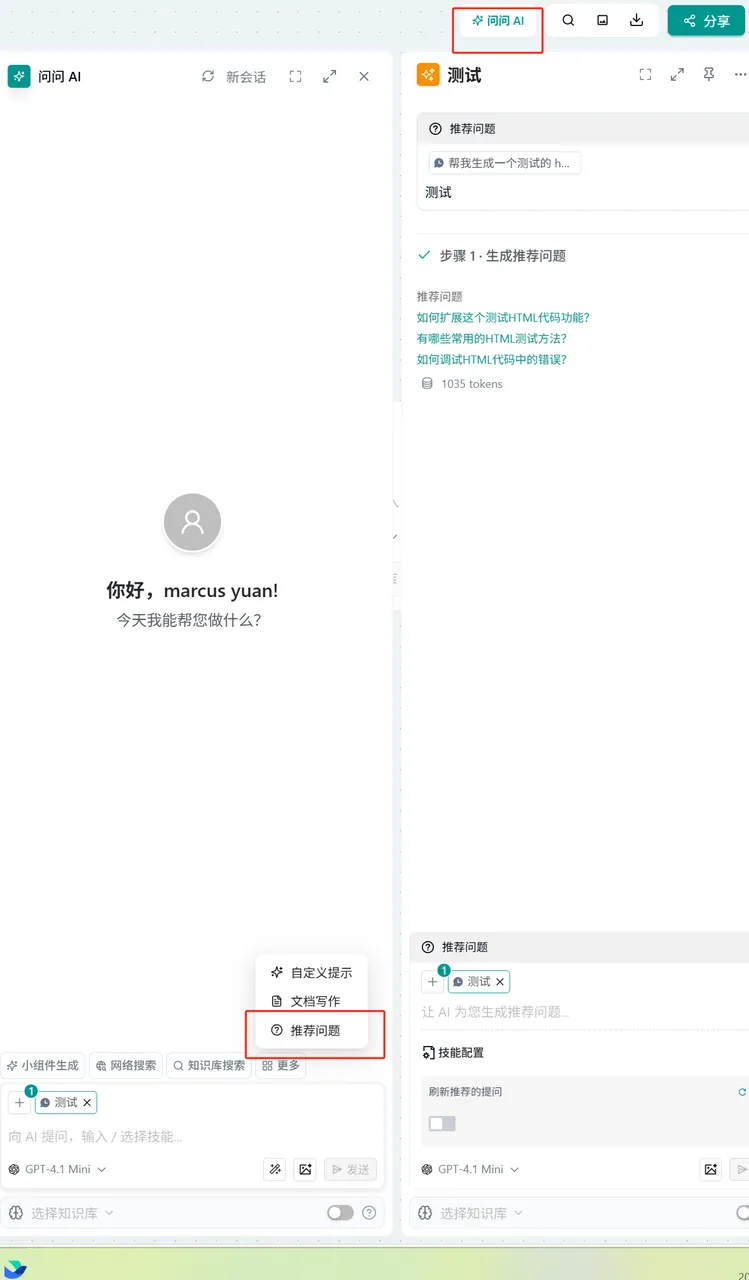 问问 AI
分享
问问 AI
新会话
测试
推荐问题
帮我生成一个测试的 h...
测试
步骤 1 · 生成推荐问题
推荐问题
如何扩展这个测试HTML代码功能?
有哪些常用的HTML测试方法?
如何调试HTML代码中的错误?
1035 tokens
你好，marcus yuan!
今天我能帮您做什么?
自定义提示
文档写作
推荐问题
小组件生成
网络搜索
知识库搜索
更多
1
测试
向 AI 提问，输入 / 选择技能...
GPT-4.1 Mini
发送
选择知识库
推荐问题
1
测试
让 AI 为您生成推荐问题...
技能配置
刷新推荐的提问
GPT-4.1 Mini
选择知识库
20